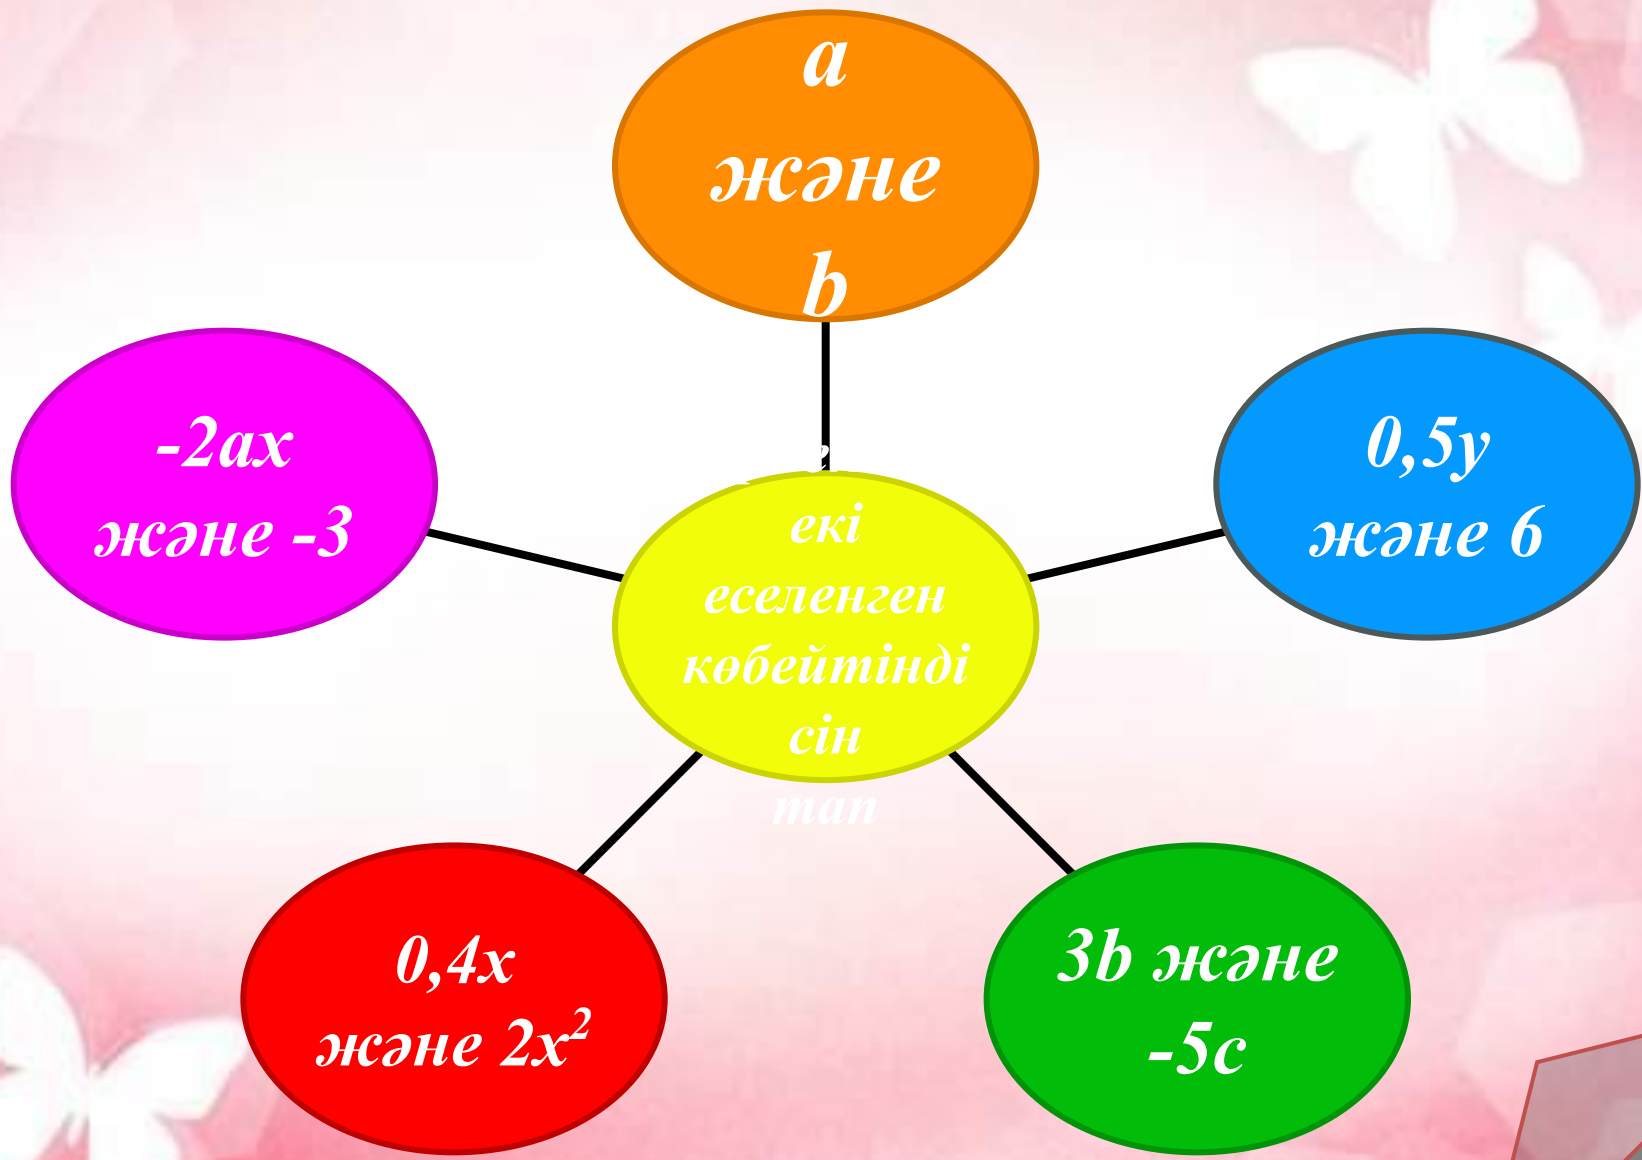 a
және
b
-2ax
және -3
0,5y
және 6
екі
еселенген
көбейтінді
сін
тап
0,4x
және 2x²
3b және
-5c